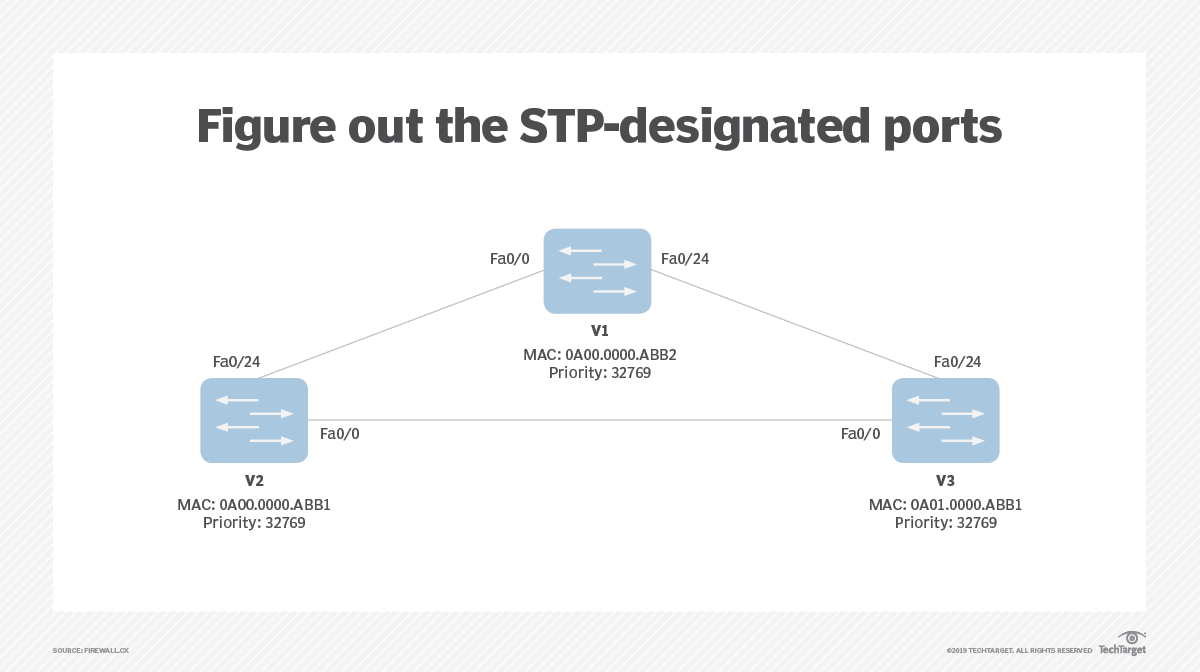 Figure out the STP-designated ports
Fa0/0
Fa0/24
V1
MAC: 0A00.0000.ABB2
Priority: 32769
Fa0/24
Fa0/24
Fa0/0
Fa0/0
V2
MAC: 0A00.0000.ABB1
Priority: 32769
V3
MAC: 0A01.0000.ABB1
Priority: 32769
SOURCE: FIREWALL.CX
©2019 TECHTARGET. ALL RIGHTS RESERVED
TechTarget